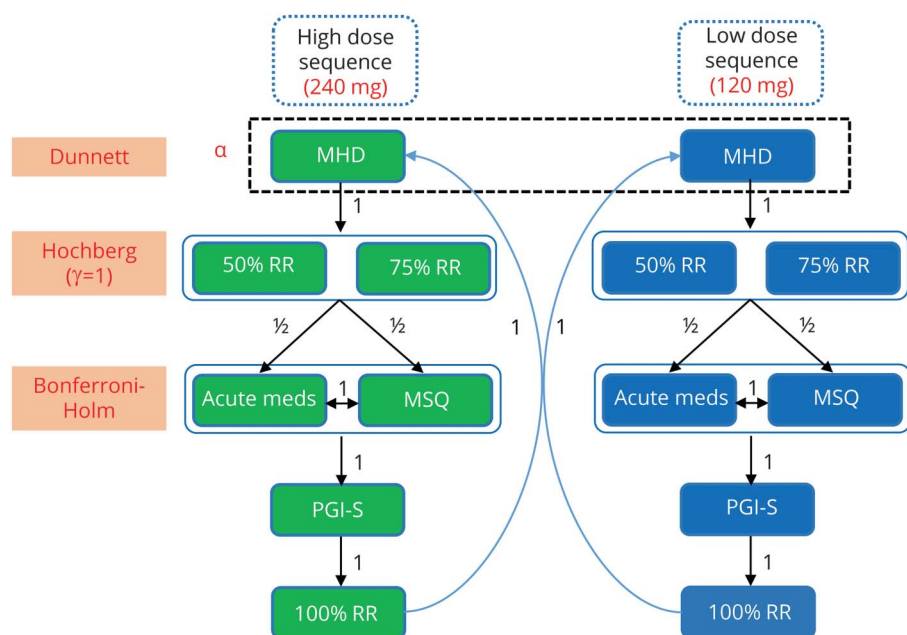 High dose
sequence
(240 mg)
Low dose
sequence
(120 mg)
Dunnett
α
MHD
MHD
1
1
Hochberg
(γ=1)
50% RR
75% RR
50% RR
75% RR
½
½
1
1
½
½
Bonferroni-
Holm
Acute meds
1
MSQ
Acute meds
1
MSQ
1
1
PGI-S
PGI-S
1
1
100% RR
100% RR